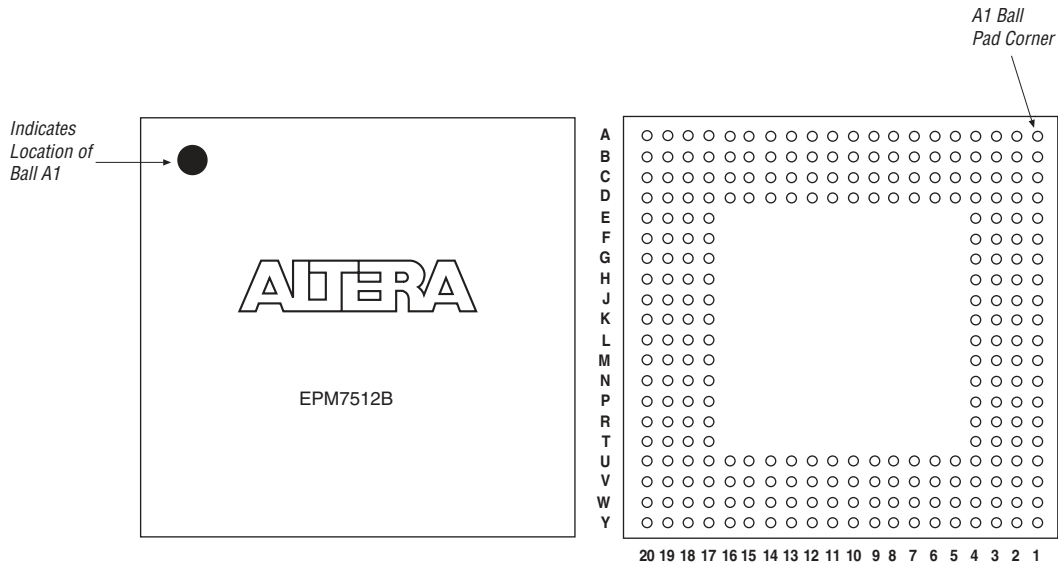 A1 Ball
Pad Corner
Indicates
Location of
Ball A1
ALTERA
EPM7512B
A
B
C
D
E
F
G
H
J
K
L
M
N
P
R
T
U
V
W
Y
20 19 18 17 16 15 14 13 12 11 10 9 8 7 6 5 4 3 2 1